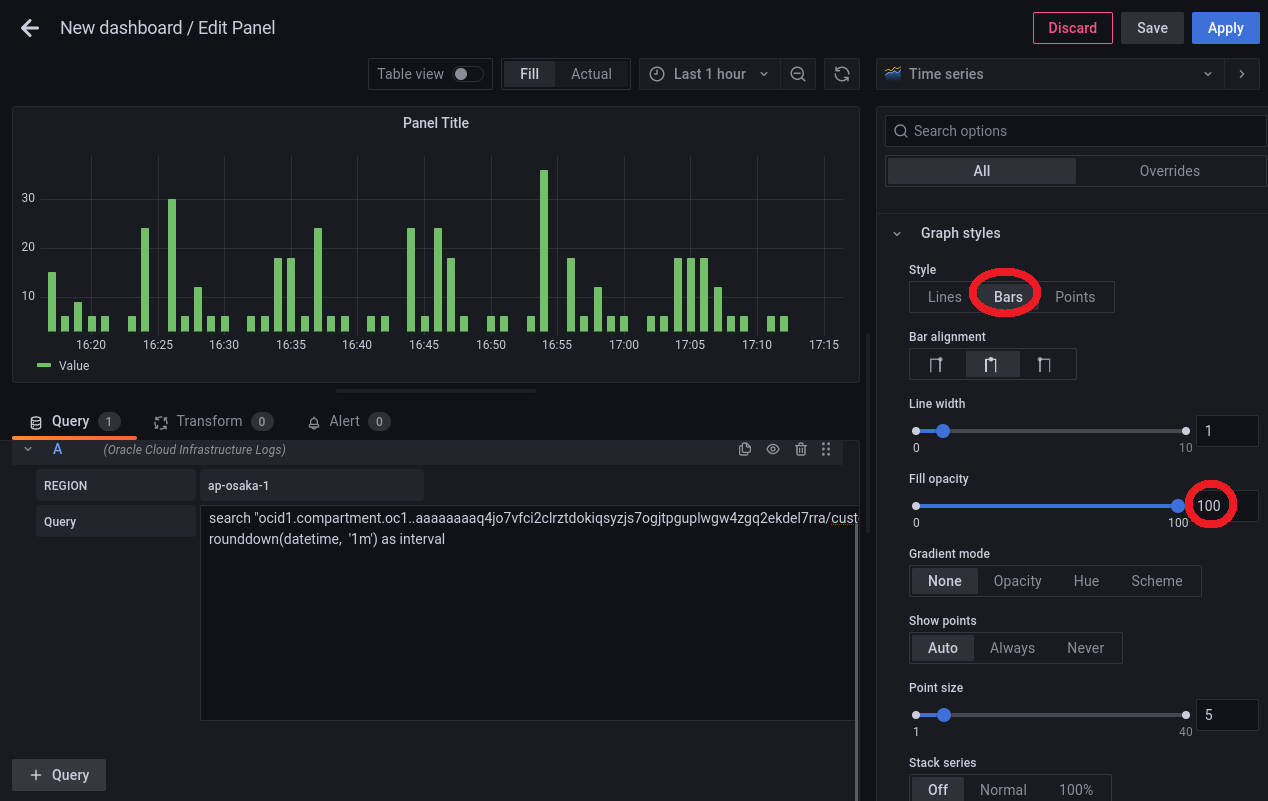 New dashboard / Edit Panel
Discard Save Apply
Table view Fill Actual Last 1 hour Time series
Panel Title
30
20
10
16:20 16:25 16:30 16:35 16:40 16:45 16:50 16:55 17:00 17:05 17:10 17:15
Value
Query 1 Transform 0 Alert 0
A (Oracle Cloud Infrastructure Logs)
REGION ap-osaka-1
Query search "ocid1.compartment.oc1..aaaaaaaaq4jo7vfci2clrztdokiqsyzjs7ogjtpguplwgw4zgq2ekdel7rra/cust
rounddown(datetime, '1m') as interval
+ Query
Search options
All Overrides
Graph styles
Style
Lines Bars Points
Bar alignment
Line width
1
0 10
Fill opacity
100
0 100
Gradient mode
None Opacity Hue Scheme
Show points
Auto Always Never
Point size
5
1 40
Stack series
Off Normal 100%